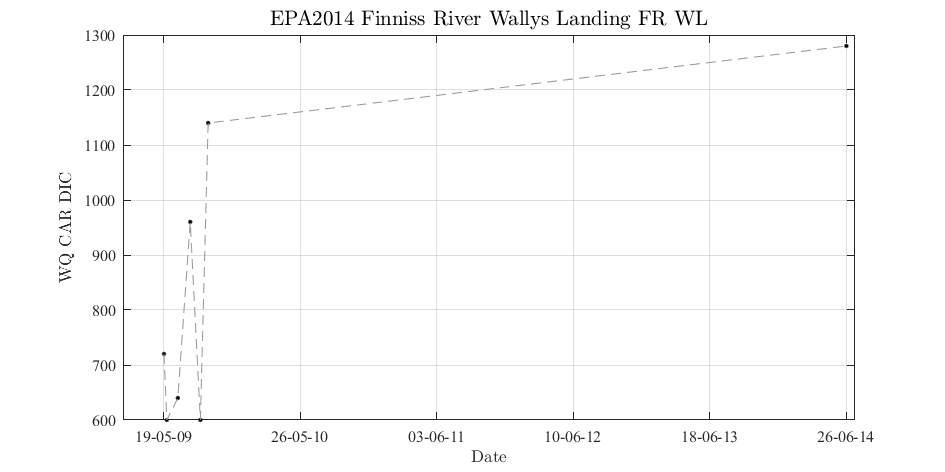 EPA2014 Finniss River Wallys Landing FR WL
1300
1200
1100
1000
900
800
700
600
WQ CAR DIC
19-05-09 26-05-10 03-06-11 10-06-12 18-06-13 26-06-14
Date